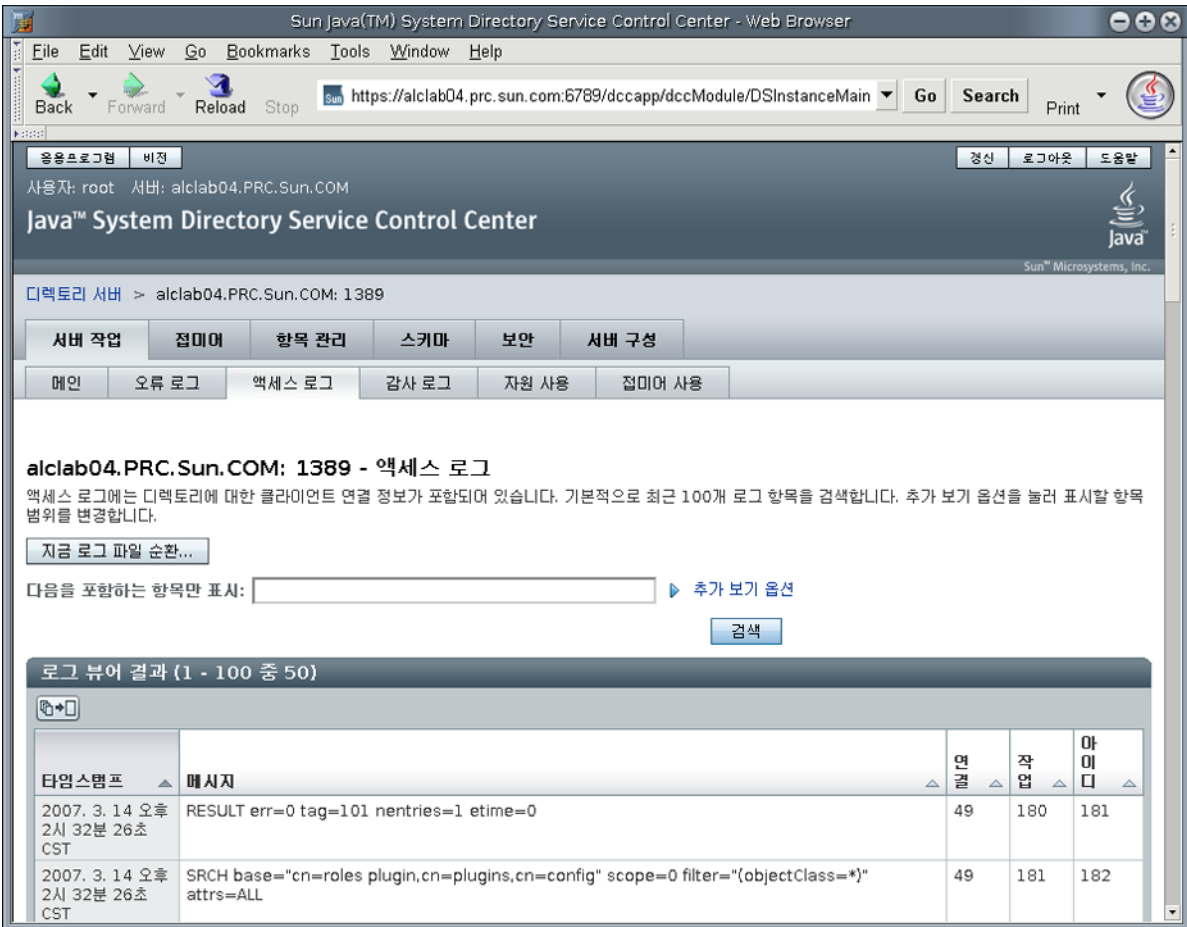 Sun Java(TM) System Directory Service Control Center - Web Browser
File Edit View Go Bookmarks Tools Window Help
Back Forward Reload Stop Sun https://alclab04.prc.sun.com:6789/dccapp/dccModule/DSInstanceMain Go Search Print
응용프로그램 비전 갱신 로그아웃 도움말
사용자: root 서버: alclab04.PRC.Sun.COM
Java™ System Directory Service Control Center
Java™
Sun™ Microsystems, Inc.
디렉토리 서버 > alclab04.PRC.Sun.COM: 1389
서버 작업 접미어 항목 관리 스키마 보안 서버 구성
메인 오류 로그 액세스 로그 감사 로그 자원 사용 접미어 사용
alclab04.PRC.Sun.COM: 1389 - 액세스 로그
액세스 로그에는 디렉토리에 대한 클라이언트 연결 정보가 포함되어 있습니다. 기본적으로 최근 100개 로그 항목을 검색합니다. 추가 보기 옵션을 눌러 표시할 항목
범위를 변경합니다.
지금 로그 파일 순환...
다음을 포함하는 항목만 표시: 추가 보기 옵션
검색
로그 뷰어 결과 (1 - 100 중 50)
타임스탬프 메시지 연결 작업 아이디
2007. 3. 14 오후 RESULT err=0 tag=101 nentries=1 etime=0 49 180 181
2시 32분 26초
CST
2007. 3. 14 오후 SRCH base="cn=roles plugin,cn=plugins,cn=config" scope=0 filter="(objectClass=*)" 49 181 182
2시 32분 26초 attrs=ALL
CST